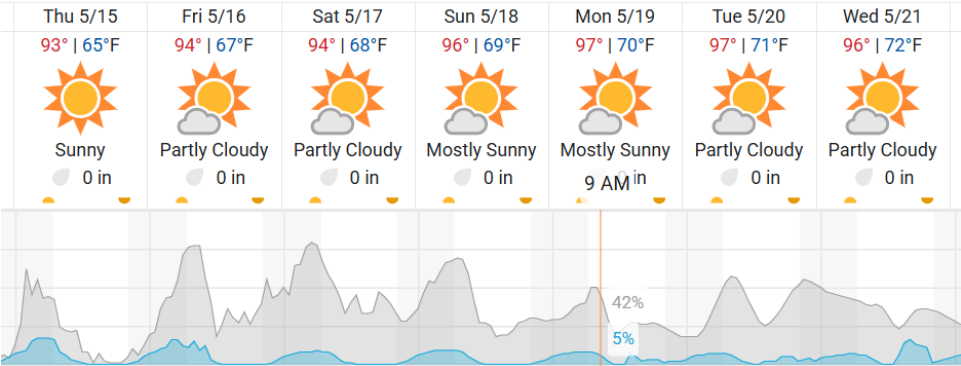 Thu 5/15 Fri 5/16 Sat 5/17 Sun 5/18 Mon 5/19 Tue 5/20 Wed 5/21
93° | 65°F 94° | 67°F 94° | 68°F 96° | 69°F 97° | 70°F 97° | 71°F 96° | 72°F
Sunny Partly Cloudy Partly Cloudy Mostly Sunny Mostly Sunny Partly Cloudy Partly Cloudy
0 in 0 in 0 in 0 in in 0 in 0 in
9 AM
42%
5%